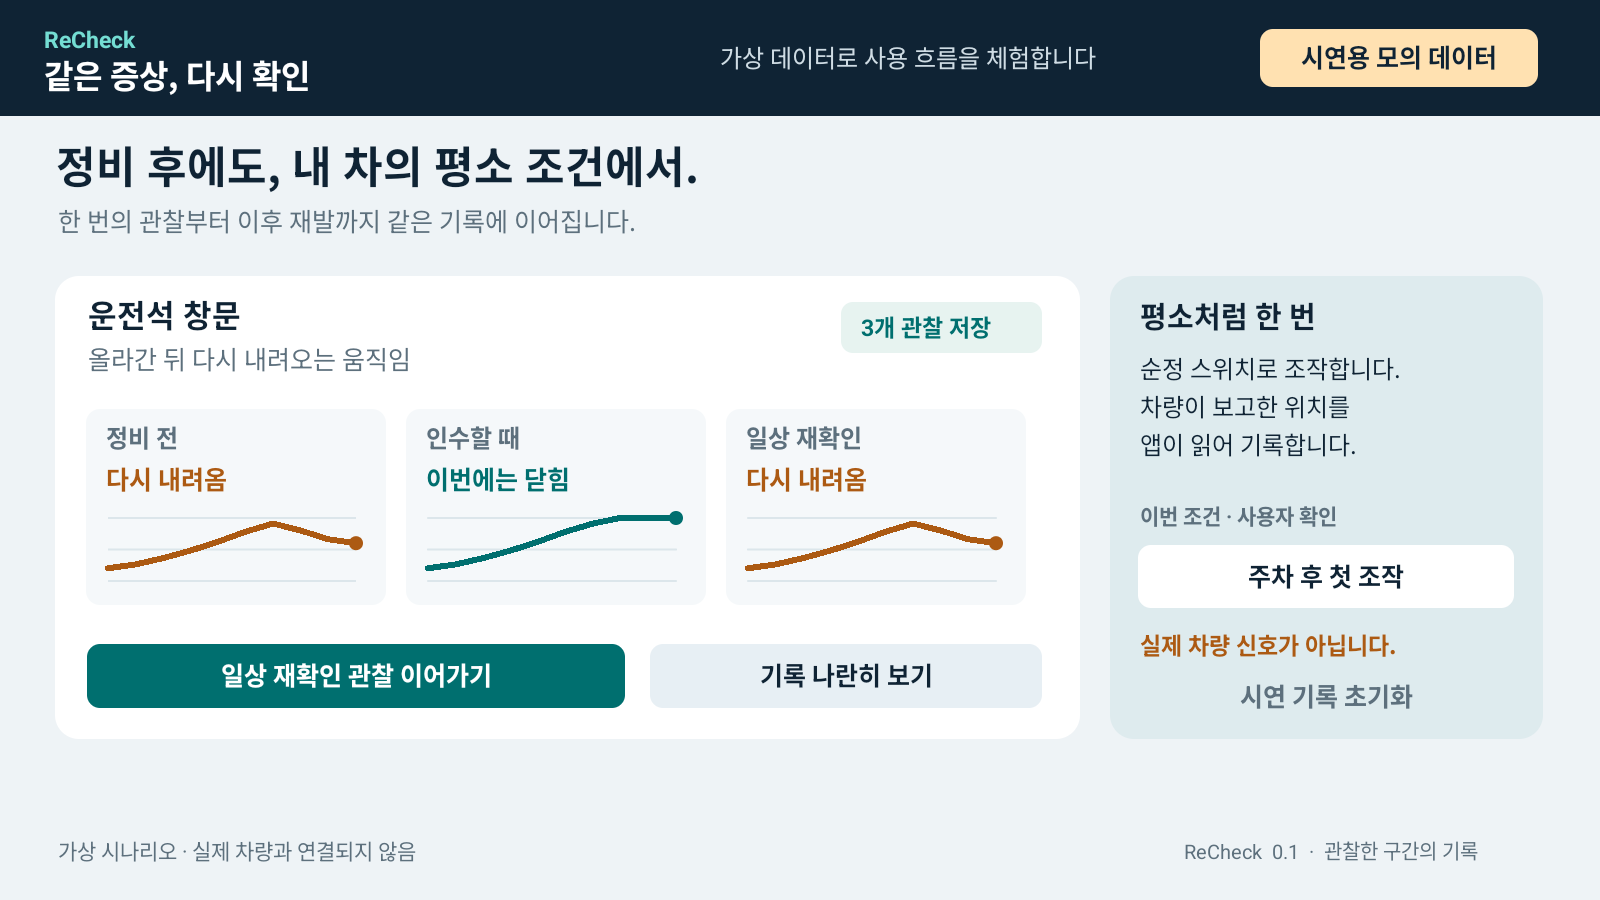 ReCheck
같은 증상, 다시 확인
가상 데이터로 사용 흐름을 체험합니다
시연용 모의 데이터
정비 후에도, 내 차의 평소 조건에서.
한 번의 관찰부터 이후 재발까지 같은 기록에 이어집니다.
운전석 창문
올라간 뒤 다시 내려오는 움직임
3개 관찰 저장
정비 전
다시 내려옴
인수할 때
이번에는 닫힘
일상 재확인
다시 내려옴
일상 재확인 관찰 이어가기
기록 나란히 보기
평소처럼 한 번
순정 스위치로 조작합니다.
차량이 보고한 위치를
앱이 읽어 기록합니다.
이번 조건 · 사용자 확인
주차 후 첫 조작
실제 차량 신호가 아닙니다.
시연 기록 초기화
가상 시나리오 · 실제 차량과 연결되지 않음
ReCheck 0.1 · 관찰한 구간의 기록